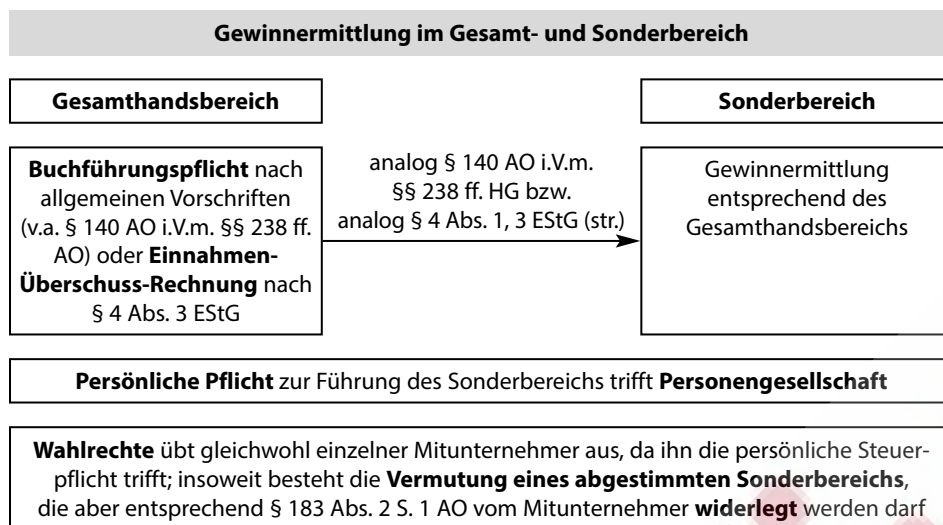 Gewinnermittlung im Gesamt- und Sonderbereich
Gesamthandsbereich
Sonderbereich
Buchführungspflicht nach
allgemeinen Vorschriften
(v.a. § 140 AO i.V.m. §§ 238 ff.
AO) oder Einnahmen-
Überschuss-Rechnung nach
§ 4 Abs. 3 EStG
analog § 140 AO i.V.m.
§§ 238 ff. HG bzw.
analog § 4 Abs. 1, 3 EStG (str.)
Gewinnermittlung
entsprechend des
Gesamthandsbereichs
Persönliche Pflicht zur Führung des Sonderbereichs trifft Personengesellschaft
Wahlrechte übt gleichwohl einzelner Mitunternehmer aus, da ihn die persönliche Steuer-
pflicht trifft; insoweit besteht die Vermutung eines abgestimmten Sonderbereichs,
die aber entsprechend § 183 Abs. 2 S. 1 AO vom Mitunternehmer widerlegt werden darf